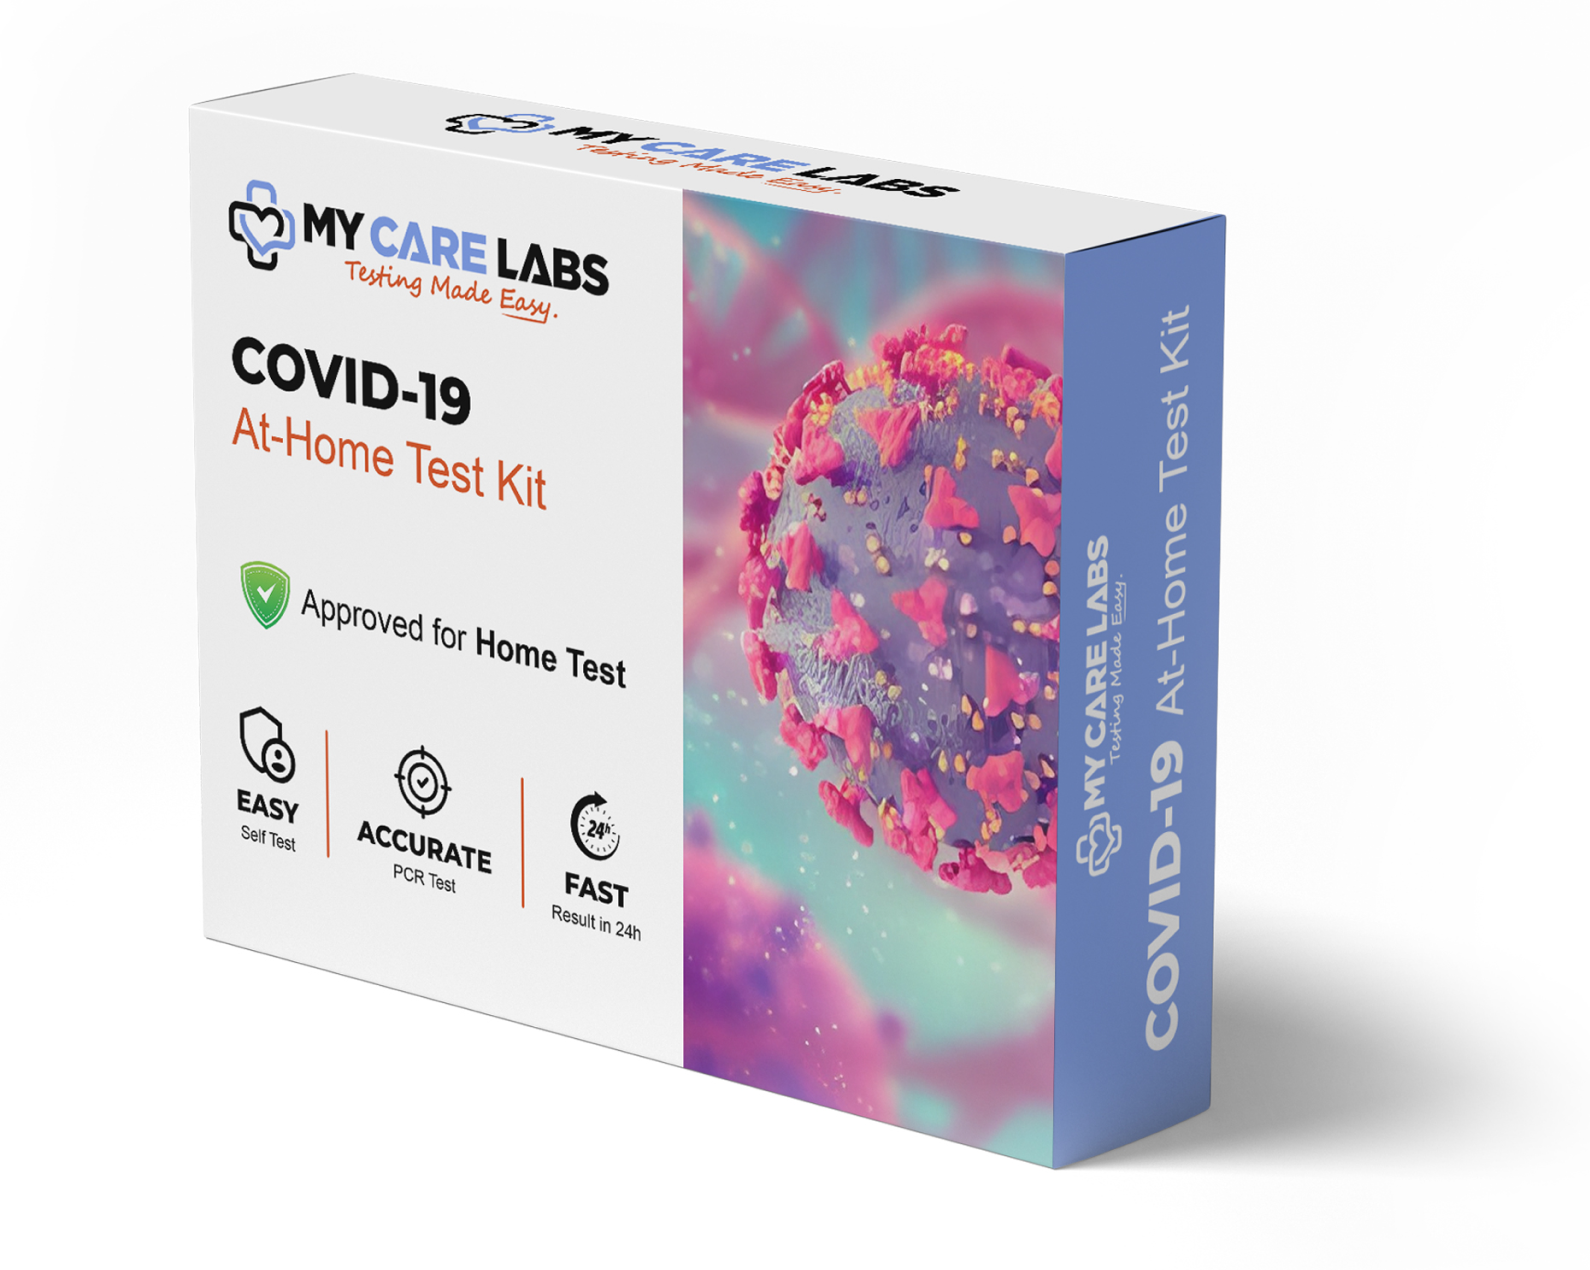 MY CARE LABS
Testing Made Easy.
MY CARE LABS
Testing Made Easy.
COVID-19
At-Home Test Kit
Approved for Home Test
EASY
Self Test
ACCURATE
PCR Test
24h
FAST
Result in 24h
MY CARE LABS
Testing Made Easy.
COVID-19 At-Home Test Kit